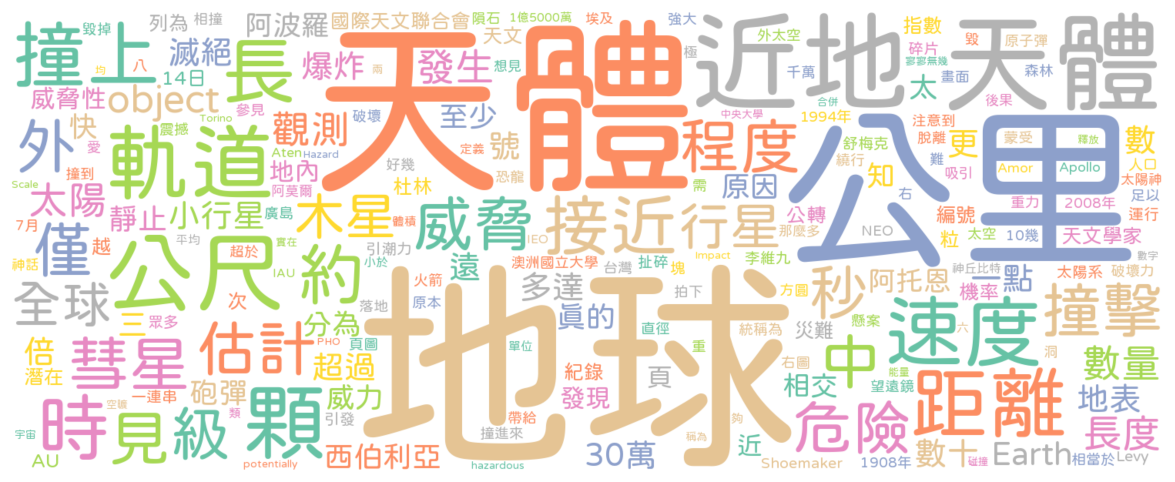 天體
地球
公里
近地天體
撞上
毀掉
列為
相撞
阿波羅
國際天文聯合會
隕石
1億5000萬
埃及
強大
指數
碎片
毀
原子彈
均
八
滅絕
長
爆炸
發生
天文
想見
極
外太空
千萬
寥寥無幾
畫面
森林
14日
威脅性
object
參見
至少
太
後果
外
快
愛
震撼
Torino
觀測
破壞
號
定義
程度
中央大學
合併
1994年
注意到
脫離
更
蒙受
釋放
數
人口
軌道
Aten
Hazard
地內
好幾
恐龍
舒梅克
繞行
難
知
吸引
Amor
Apollo
太陽神
Scale
撞到
太陽
阿莫爾
杜林
體積
需
原因
右
重力
2008年
足以
7月
靜止
小行星
廣島
木星
威脅
接近
行星
公轉
那麼多
NEO
編號
運行
粒
太空
10幾
天文學家
僅
越
公尺
平均
超於
實在
約
引潮力
IEO
遠
澳洲國立大學
扯碎
Impact
李維九
神話
IAU
小於
火箭
台灣
塊
神丘比特
一點
破壞力
太陽系
數字
全球
次
落地
原本
多達
拍下
方圓
秒
阿托恩
機率
三
眾多
估計
分為
頁圖
PHO
真的
直徑
統稱為
災難
懸案
速度
六
洞
撞擊
倍
潛在
彗星
一連串
超過
單位
重
紀錄
頁
右圖
中
能量
望遠鏡
數量
砲彈
威力
發現
相交
距離
地表
時
見
級
空曠
類
顆
引發
帶給
撞進來
夠
近
危險
長度
宇宙
AU
potentially
西伯利亞
hazardous
30萬
稱為
Shoemaker
1908年
數十
碰撞
Earth
相當於
Levy